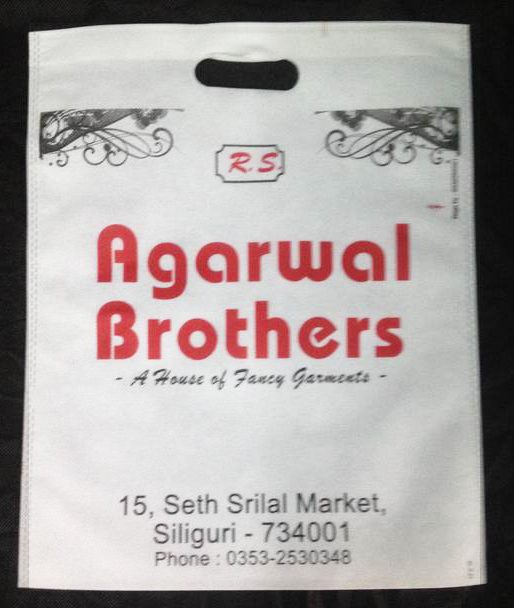 R.S.
Agarwal
Brothers
- A House of Fancy Garments -
15, Seth Srilal Market,
Siliguri - 734001
Phone : 0353-2530348